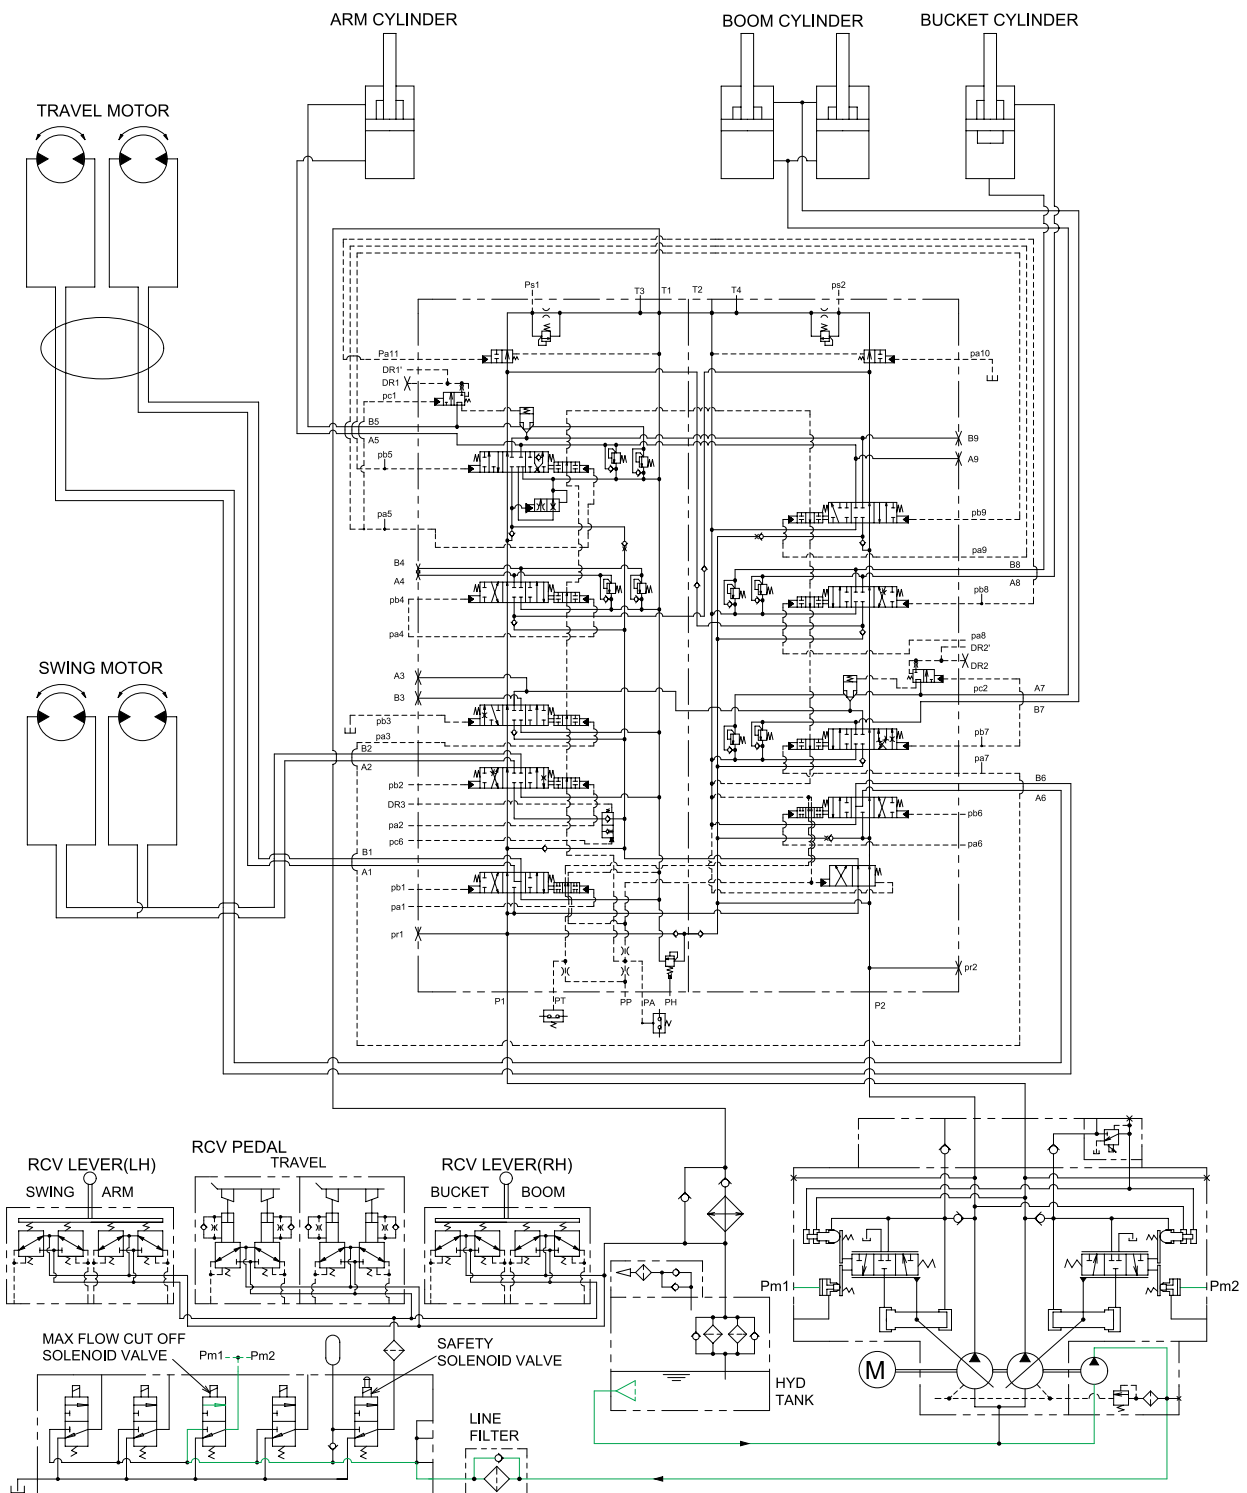 ARM CYLINDER
BOOM CYLINDER
BUCKET CYLINDER
TRAVEL MOTOR
Ps1
T3
T1
T2
T4
ps2
Pa11
pa10
DR1'
DR1
pc1
B5
A5
B9
A9
pb5
pa5
pb9
pa9
B4
A4
B8
A8
pb4
pb8
pa4
pa8
DR2'
DR2
SWING MOTOR
A3
B3
pc2
A7
B7
pb3
pa3
pb7
pa7
B2
A2
B6
A6
pb2
DR3
pa2
pc6
pb6
pa6
B1
A1
pb1
pa1
pr1
pr2
P1
PT
PP
PA
PH
P2
RCV LEVER(LH)
SWING
ARM
RCV PEDAL
TRAVEL
RCV LEVER(RH)
BUCKET
BOOM
Pm1
Pm2
MAX FLOW CUT OFF
SOLENOID VALVE
Pm1
Pm2
SAFETY
SOLENOID VALVE
M
HYD
TANK
LINE
FILTER